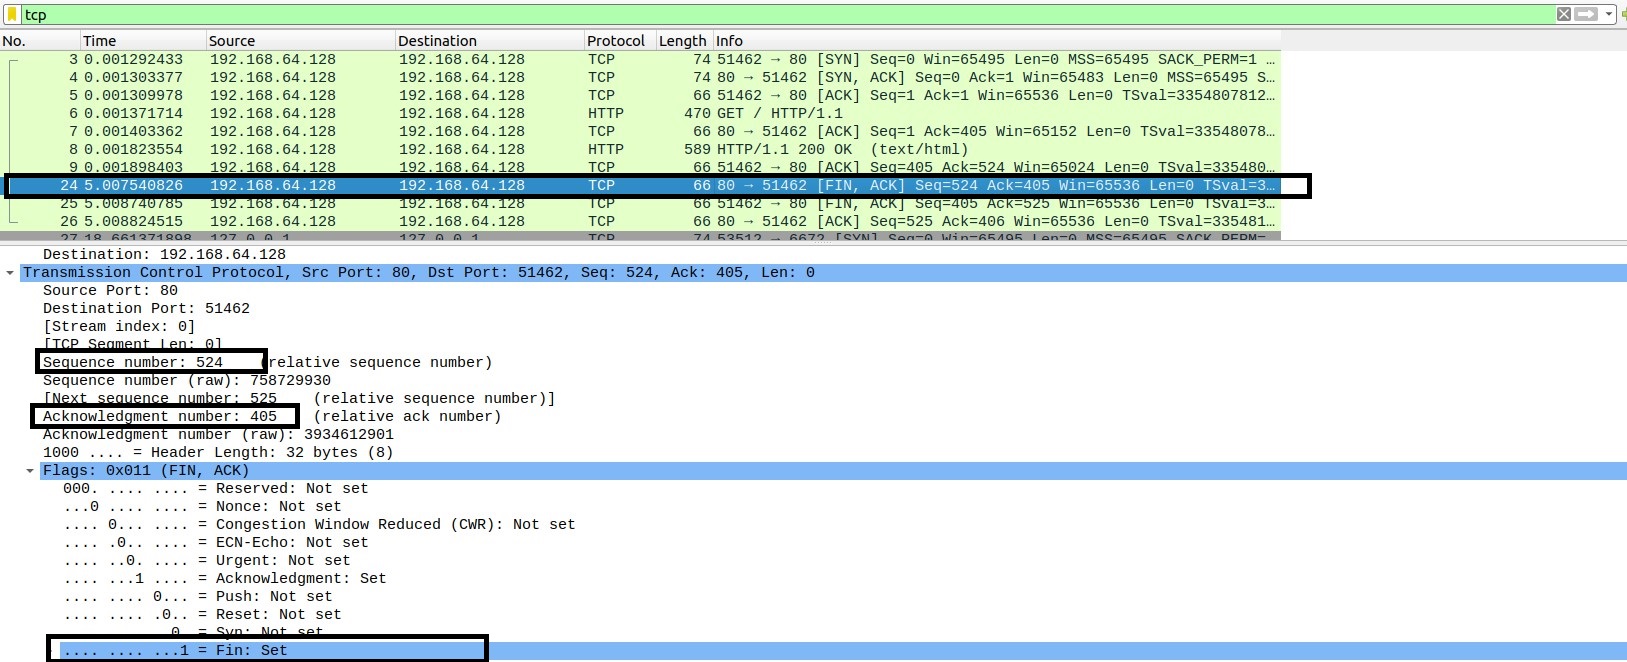 tcp
No. Time Source Destination Protocol Length Info
3 0.001292433 192.168.64.128 192.168.64.128 TCP 74 51462 → 80 [SYN] Seq=0 Win=65495 Len=0 MSS=65495 SACK_PERM=1 …
4 0.001303377 192.168.64.128 192.168.64.128 TCP 74 80 → 51462 [SYN, ACK] Seq=0 Ack=1 Win=65483 Len=0 MSS=65495 S…
5 0.001309978 192.168.64.128 192.168.64.128 TCP 66 51462 → 80 [ACK] Seq=1 Ack=1 Win=65536 Len=0 TSval=3354807812…
6 0.001371714 192.168.64.128 192.168.64.128 HTTP 470 GET / HTTP/1.1
7 0.001403362 192.168.64.128 192.168.64.128 TCP 66 80 → 51462 [ACK] Seq=1 Ack=405 Win=65152 Len=0 TSval=33548078…
8 0.001823554 192.168.64.128 192.168.64.128 HTTP 589 HTTP/1.1 200 OK (text/html)
9 0.001898403 192.168.64.128 192.168.64.128 TCP 66 51462 → 80 [ACK] Seq=405 Ack=524 Win=65024 Len=0 TSval=335480…
24 5.007540826 192.168.64.128 192.168.64.128 TCP 66 80 → 51462 [FIN, ACK] Seq=524 Ack=405 Win=65536 Len=0 TSval=3…
25 5.008740785 192.168.64.128 192.168.64.128 TCP 66 51462 → 80 [FIN, ACK] Seq=405 Ack=525 Win=65536 Len=0 TSval=3…
26 5.008824515 192.168.64.128 192.168.64.128 TCP 66 80 → 51462 [ACK] Seq=525 Ack=406 Win=65536 Len=0 TSval=335481…
27 18.661371898 127.0.0.1 127.0.0.1 TCP 74 53512 → 6672 [SYN] Seq=0 Win=65495 Len=0 MSS=65495 SACK_PERM=
Destination: 192.168.64.128
Transmission Control Protocol, Src Port: 80, Dst Port: 51462, Seq: 524, Ack: 405, Len: 0
Source Port: 80
Destination Port: 51462
[Stream index: 0]
[TCP Segment Len: 0]
Sequence number: 524 (relative sequence number)
Sequence number (raw): 758729930
[Next sequence number: 525 (relative sequence number)]
Acknowledgment number: 405 (relative ack number)
Acknowledgment number (raw): 3934612901
1000 .... = Header Length: 32 bytes (8)
Flags: 0x011 (FIN, ACK)
000. .... .... = Reserved: Not set
...0 .... .... = Nonce: Not set
.... 0... .... = Congestion Window Reduced (CWR): Not set
.... .0.. .... = ECN-Echo: Not set
.... ..0. .... = Urgent: Not set
.... ...1 .... = Acknowledgment: Set
.... .... 0... = Push: Not set
.... .... .0.. = Reset: Not set
.... .... ..0. = Syn: Not set
.... .... ...1 = Fin: Set